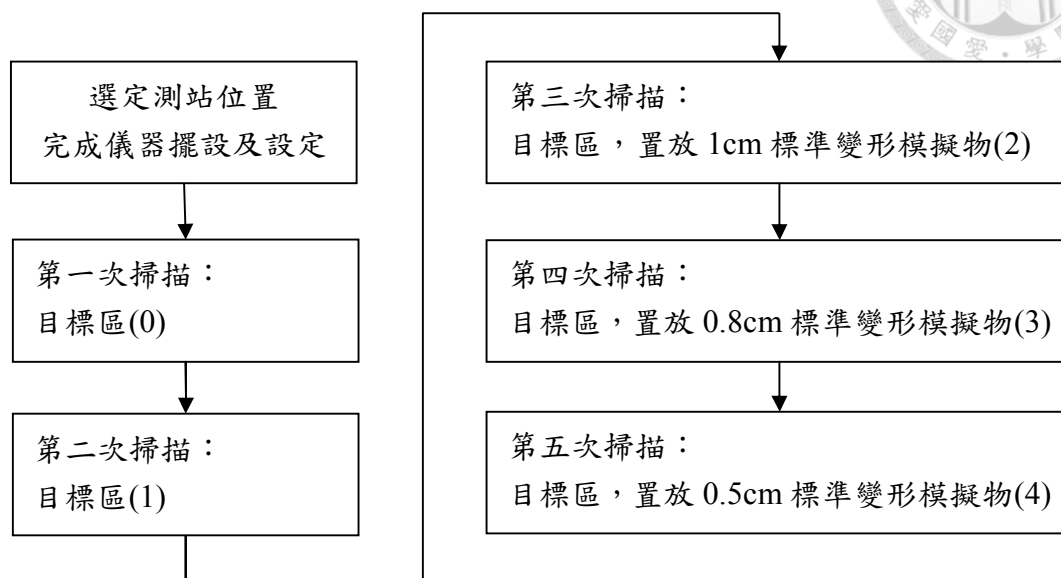 選定測站位置
完成儀器擺設及設定
第一次掃描：
目標區(0)
第二次掃描：
目標區(1)
第三次掃描：
目標區，置放 1cm 標準變形模擬物(2)
第四次掃描：
目標區，置放 0.8cm 標準變形模擬物(3)
第五次掃描：
目標區，置放 0.5cm 標準變形模擬物(4)
愛國愛‧學